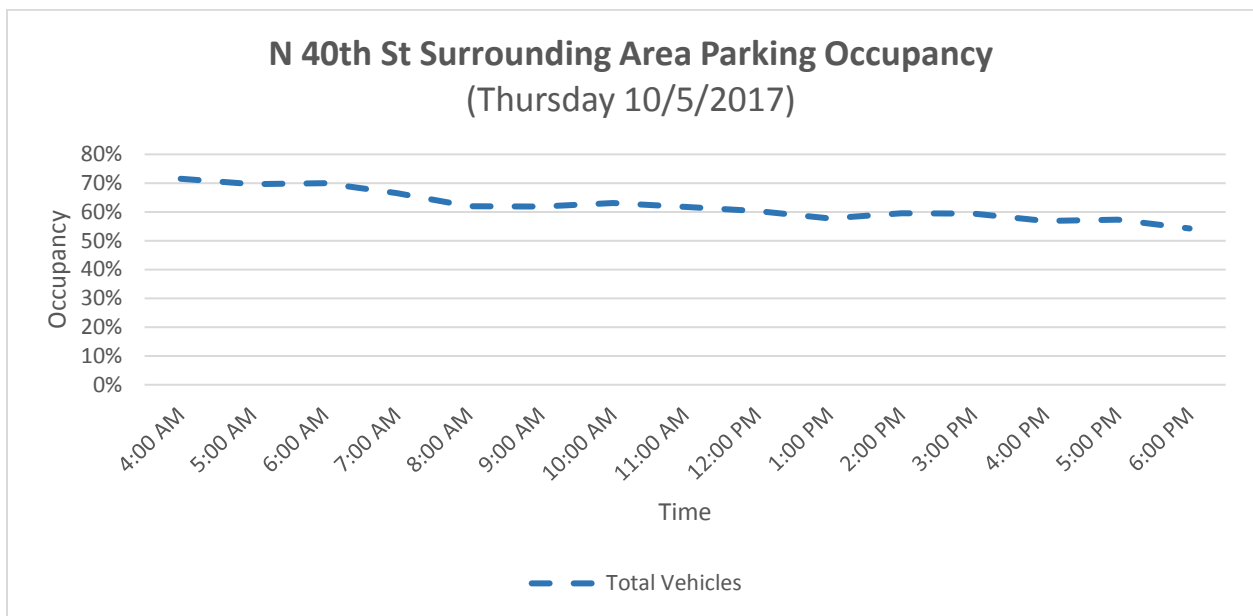 N 40th St Surrounding Area Parking Occupancy
(Thursday 10/5/2017)
80%
70%
60%
50%
40%
30%
20%
10%
0%
Occupancy
4:00 AM
5:00 AM
6:00 AM
7:00 AM
8:00 AM
9:00 AM
10:00 AM
11:00 AM
12:00 PM
1:00 PM
2:00 PM
3:00 PM
4:00 PM
5:00 PM
6:00 PM
Time
Total Vehicles